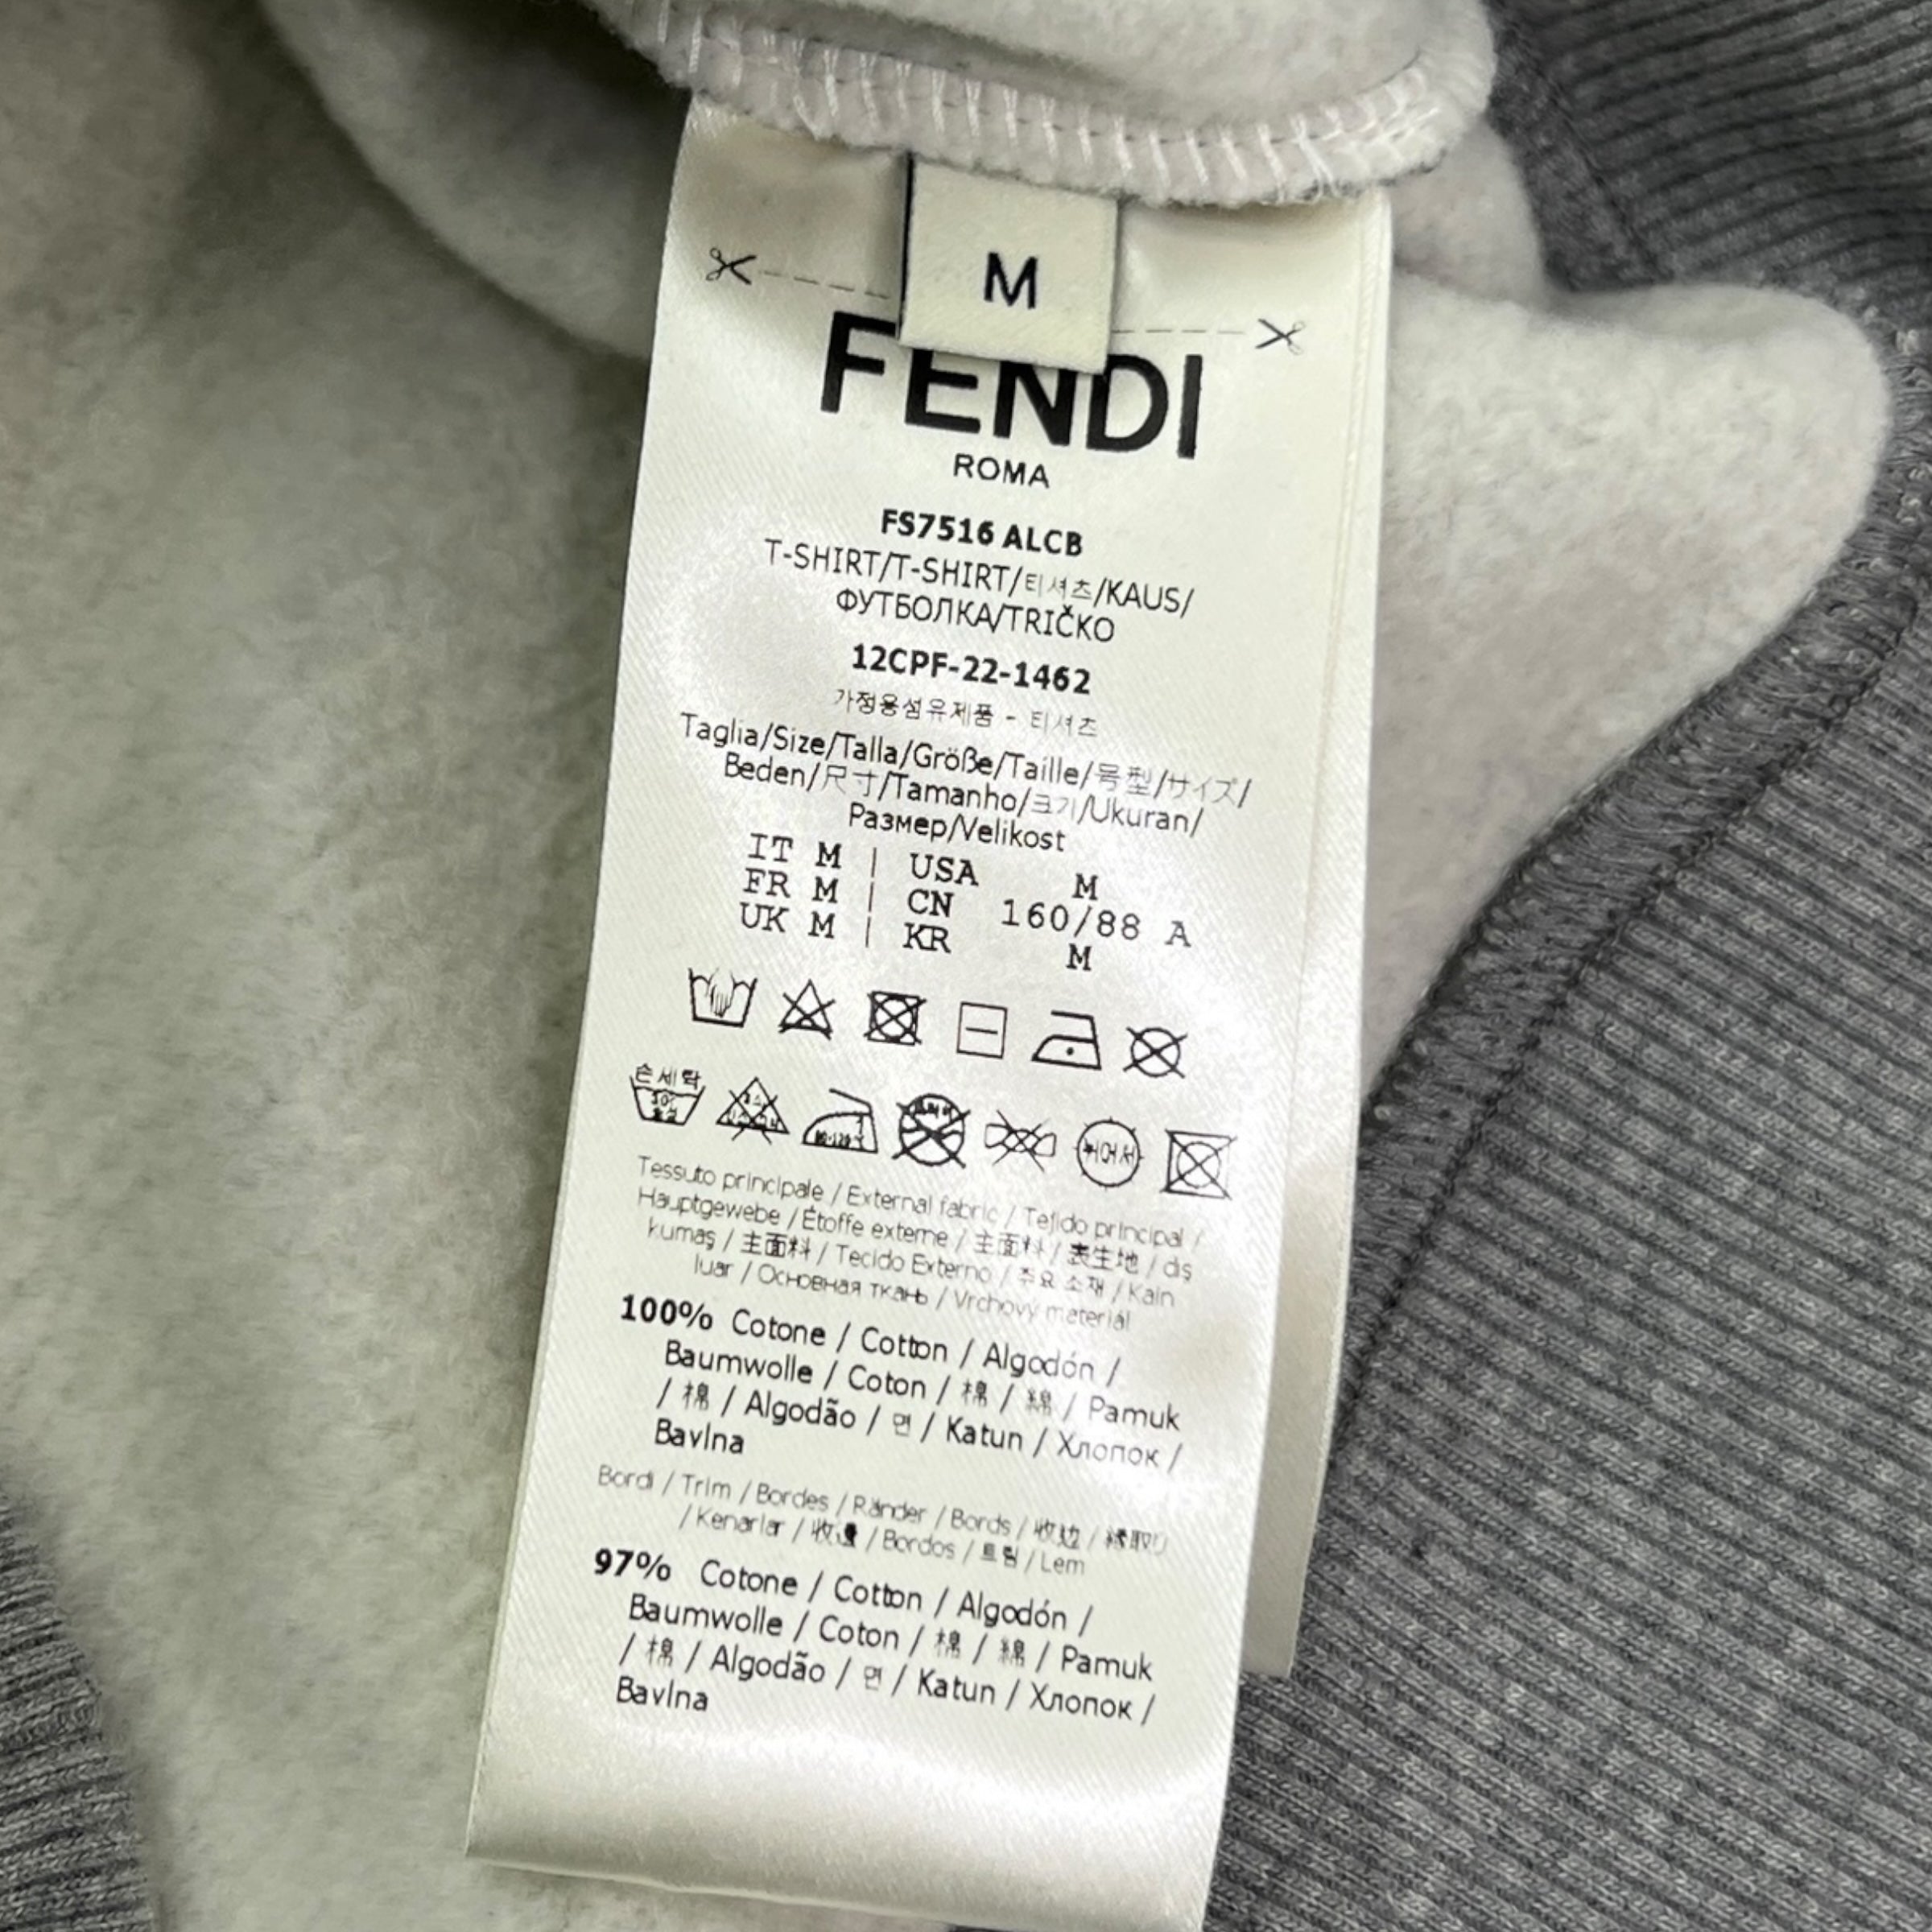 M
FENDI
ROMA
FS7516 ALCB
T-SHIRT/T-SHIRT/티셔츠/KAUS/
ФУТБОЛКА/TRIČKO
12CPF-22-1462
가정용섬유제품 - 티셔츠
Taglia/Size/Talla/Größe/Taille/号型/サイズ/
Beden/尺寸/Tamanho/크기/Ukuran/
Размер/Velikost
IT M | USA M
FR M | CN 160/88 A
UK M | KR M
손세탁
Tessuto principale / External fabric / Tejido principal /
Hauptgewebe / Étoffe externe / 主面料 / 表生地 / dış
kumaş / 主面料 / Tecido Externo / 주요 소재 / Kain
luar / Основная ткань / Vrchový materiál
100% Cotone / Cotton / Algodón /
Baumwolle / Coton / 棉 / 綿 / Pamuk
/ 棉 / Algodão / 면 / Katun / Хлопок /
Bavlna
Bordi / Trim / Bordes / Ränder / Bords / 收边 / 縁取り
/ Kenarlar / 收邊 / Bordos / 트림 / Lem
97% Cotone / Cotton / Algodón /
Baumwolle / Coton / 棉 / 綿 / Pamuk
/ 棉 / Algodão / 면 / Katun / Хлопок /
Bavlna